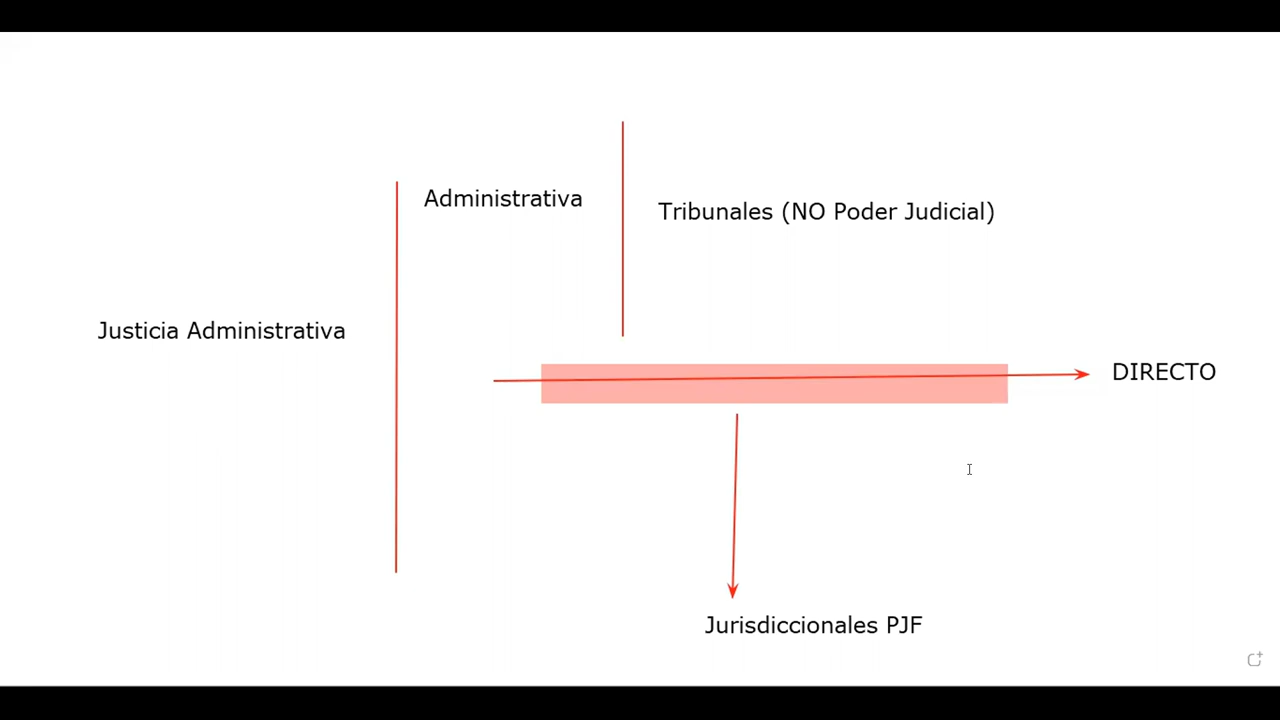 Administrativa
Tribunales (NO Poder Judicial)
Justicia Administrativa
DIRECTO
Jurisdiccionales PJF